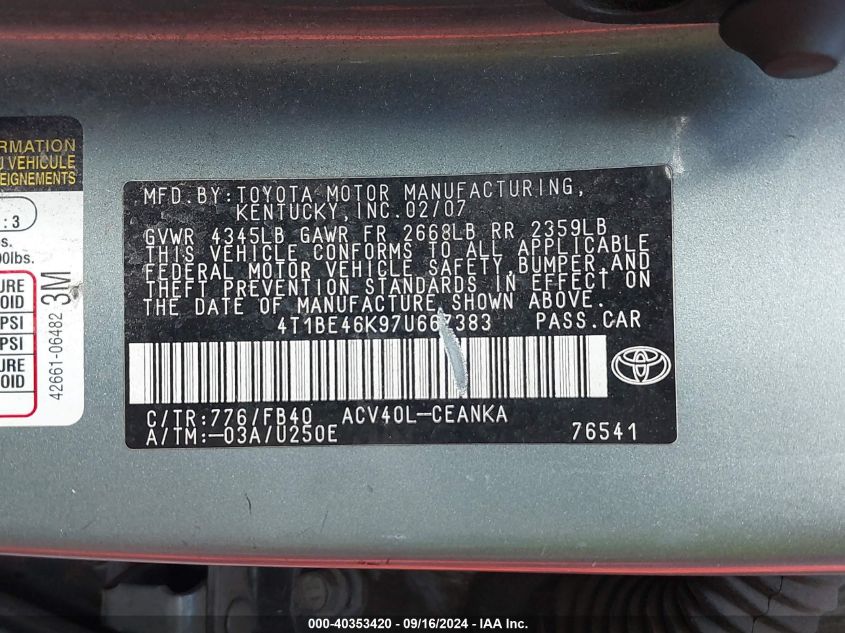 RMATION
U VEHICULE
EIGNEMENTS
: 3
s.
00lbs.
URE
OID
PSI
URE
OID
PSI
42661-06482 3M
MFD.BY:TOYOTA MOTOR MANUFACTURING,
KENTUCKY, INC.02/07
GVWR 4345LB GAWR FR 2668LB RR 2359LB
THIS VEHICLE CONFORMS TO ALL APPLICABLE
FEDERAL MOTOR VEHICLE SAFETY,BUMPER,AND
THEFT PREVENTION STANDARDS IN EFFECT ON
THE DATE OF MANUFACTURE SHOWN ABOVE.
4T1BE46K97U667383 PASS.CAR
C/TR:776/FB40 ACV40L-CEANKA
A/TM:-03A/U250E 76541
000-40353420 - 09/16/2024 - IAA Inc.